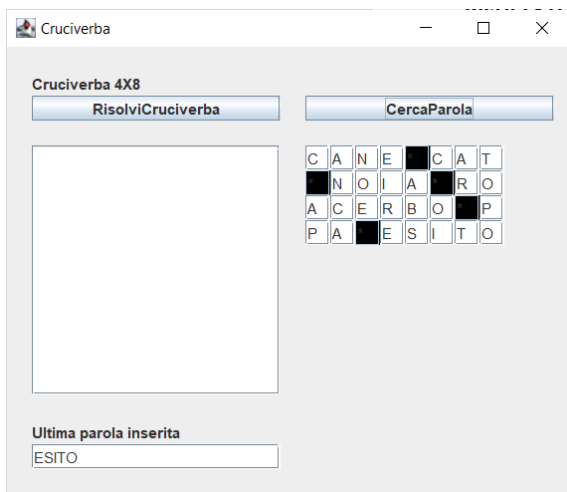 Cruciverba
Cruciverba 4X8
RisolviCruciverba
CercaParola
C A N E * C A T
* N O I A * R O
A C E R B O * P
P A * E S I T O
Ultima parola inserita
ESITO